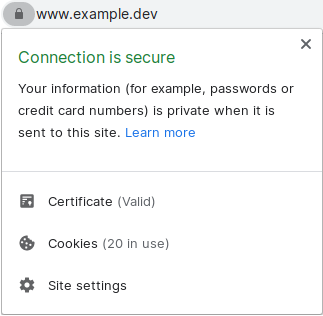 www.example.dev
Connection is secure
Your information (for example, passwords or
credit card numbers) is private when it is
sent to this site. Learn more
Certificate (Valid)
Cookies (20 in use)
Site settings